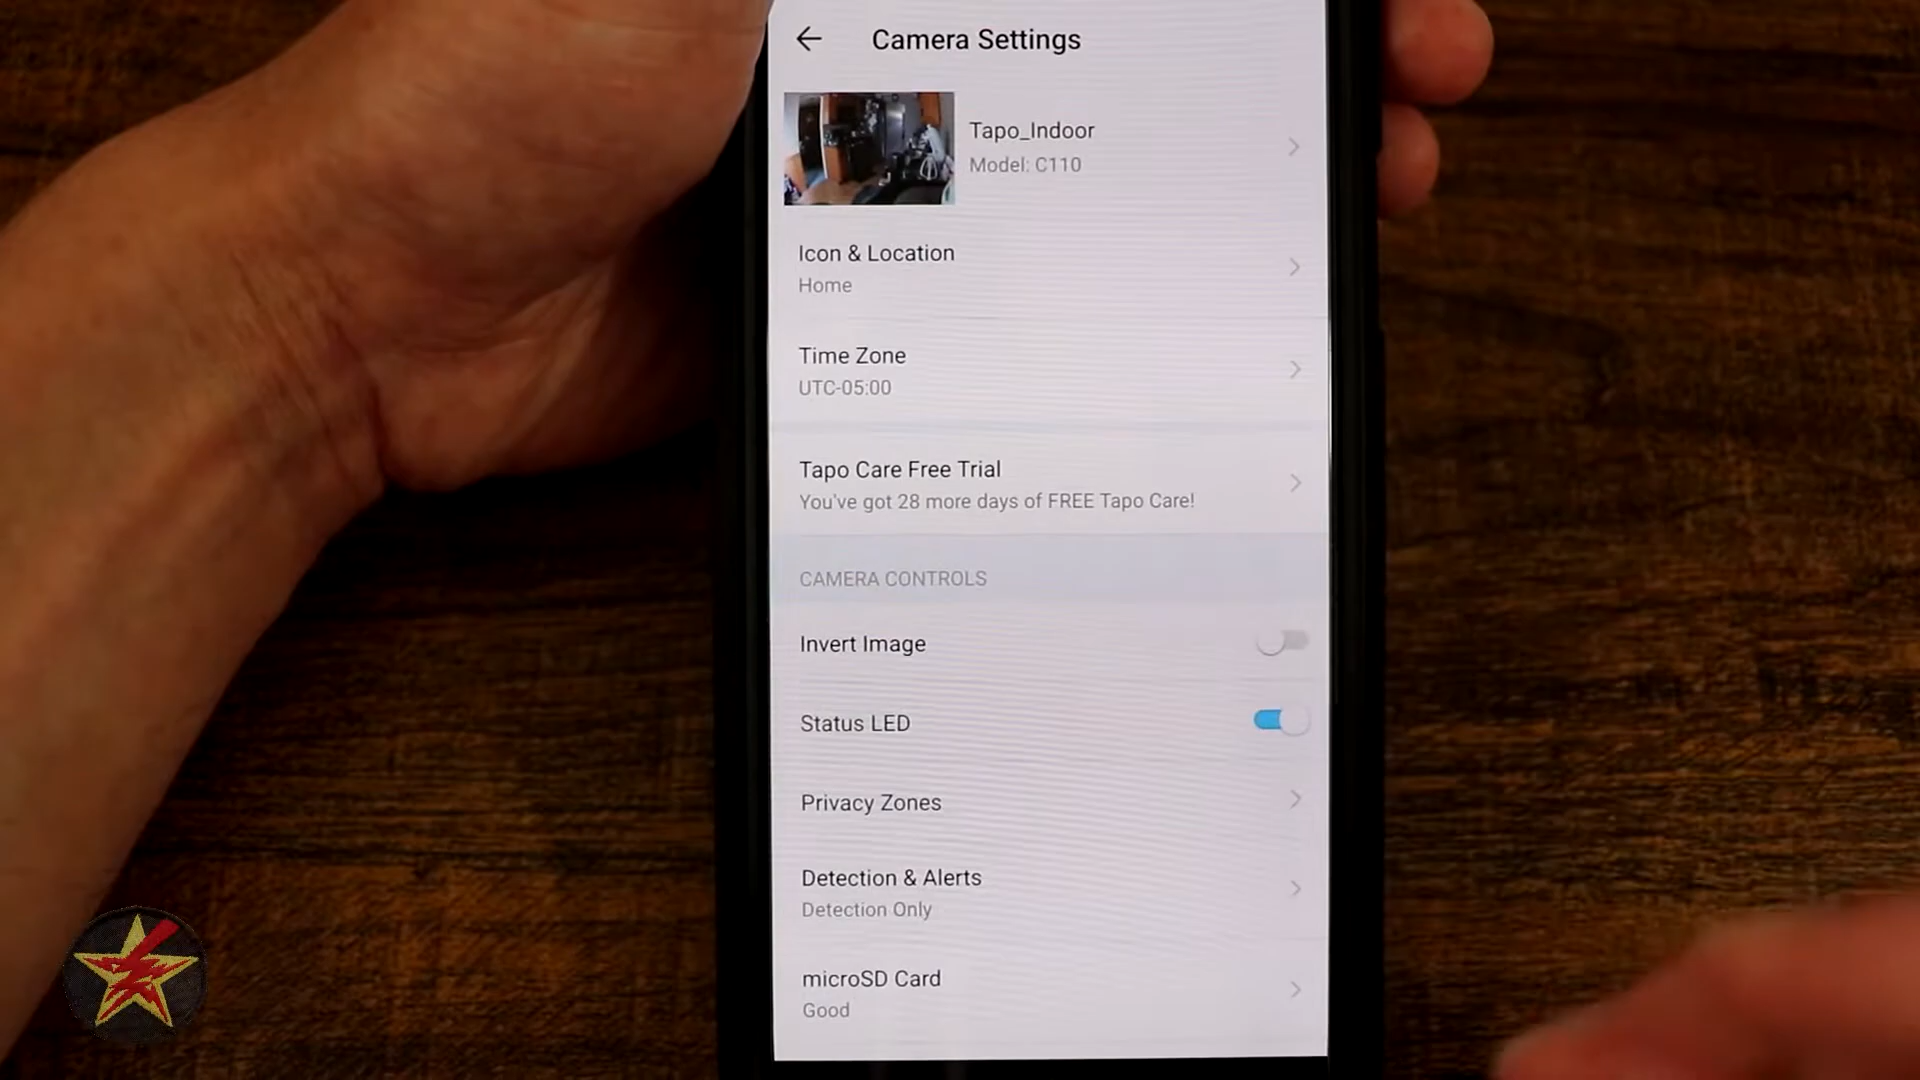 Camera Settings
Tapo_Indoor
Model: C110
Icon & Location
Home
Time Zone
UTC-05:00
Tapo Care Free Trial
You've got 28 more days of FREE Tapo Care!
CAMERA CONTROLS
Invert Image
Status LED
Privacy Zones
Detection & Alerts
Detection Only
microSD Card
Good